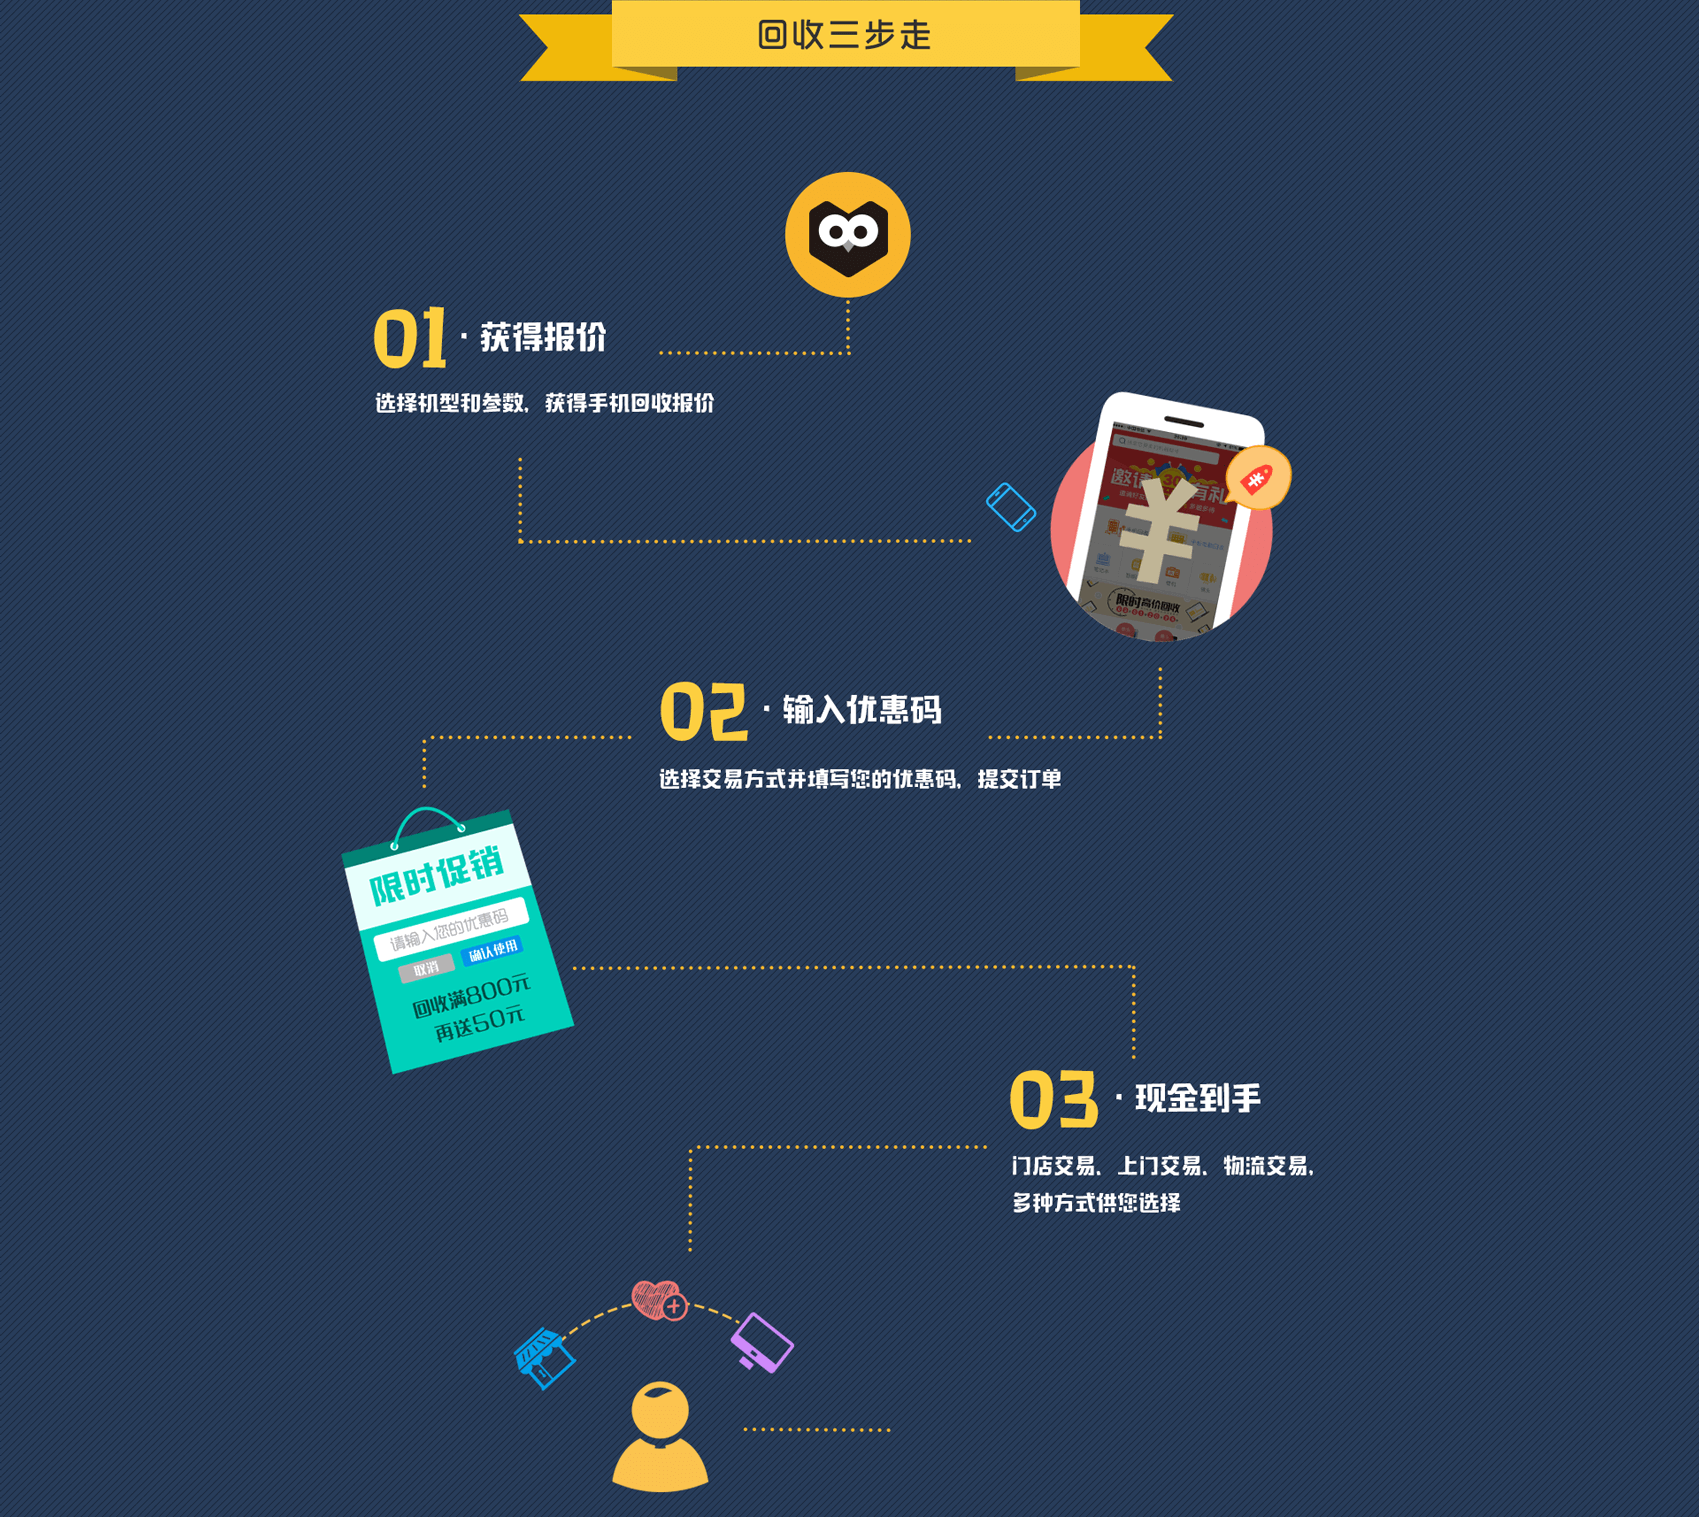 回收三步走
01·获得报价
选择机型和参数，获得手机回收报价
邀请
30
有礼
限时高价回收
02·输入优惠码
选择交易方式并填写您的优惠码，提交订单
限时促销
请输入您的优惠码
取消
确认使用
回收满800元
再送50元
03·现金到手
门店交易、上门交易、物流交易，
多种方式供您选择